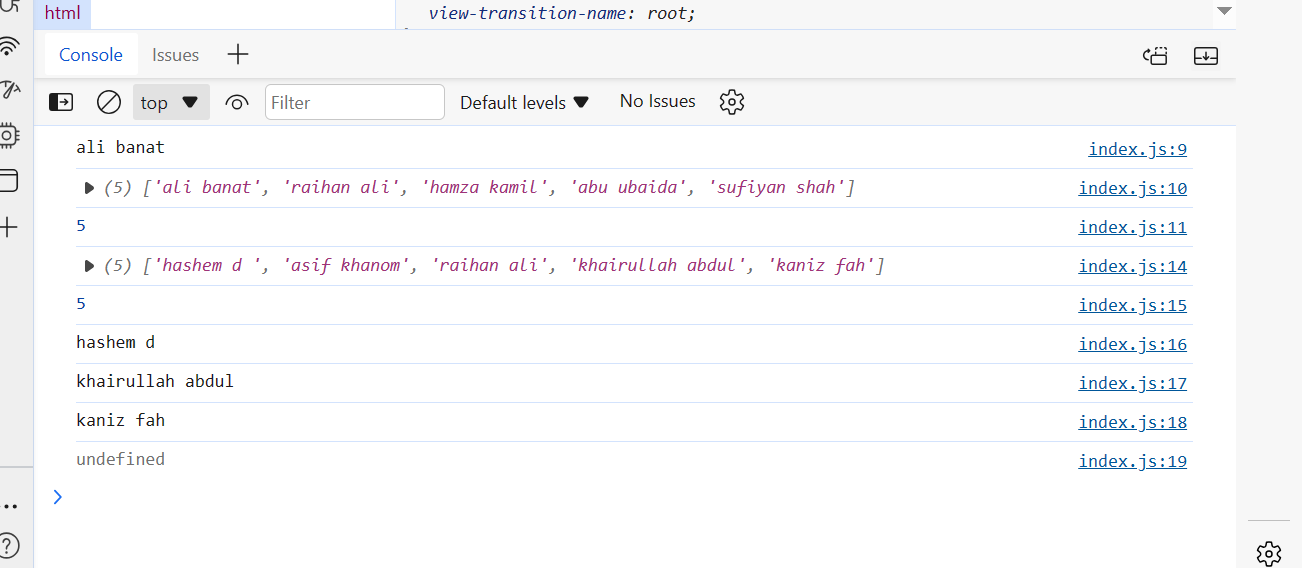 html
view-transition-name: root;
Console Issues
top Filter Default levels No Issues
ali banat index.js:9
(5) ['ali banat', 'raihan ali', 'hamza kamil', 'abu ubaida', 'sufiyan shah'] index.js:10
5 index.js:11
(5) ['hashem d ', 'asif khanom', 'raihan ali', 'khairullah abdul', 'kaniz fah'] index.js:14
5 index.js:15
hashem d index.js:16
khairullah abdul index.js:17
kaniz fah index.js:18
undefined index.js:19